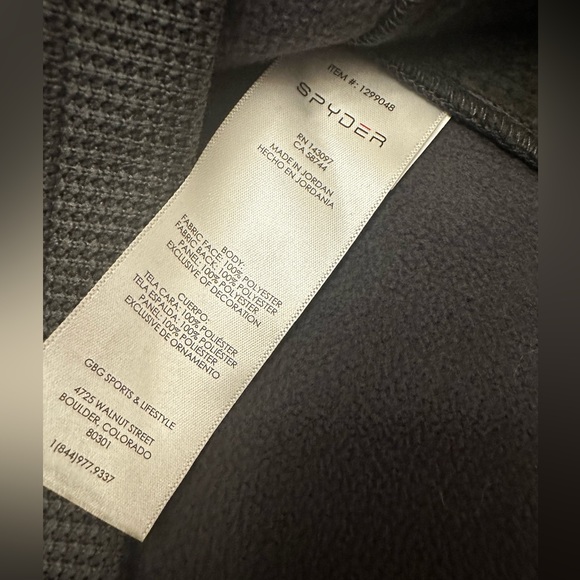 ITEM #: 1299048
SPYDER
RN 143097
CA 58744
MADE IN JORDAN
HECHO EN JORDANIA
BODY:
FABRIC FACE: 100% POLYESTER
FABRIC BACK: 100% POLYESTER
PANEL: 100% POLYESTER
EXCLUSIVE OF DECORATION
CUERPO:
TELA CARA: 100% POLIÉSTER
TELA ESPALDA: 100% POLIÉSTER
PANEL: 100% POLIÉSTER
EXCLUSIVE DE ORNAMENTO
GBG SPORTS & LIFESTYLE
4725 WALNUT STREET
BOULDER, COLORADO
80301
1(844)977.9337